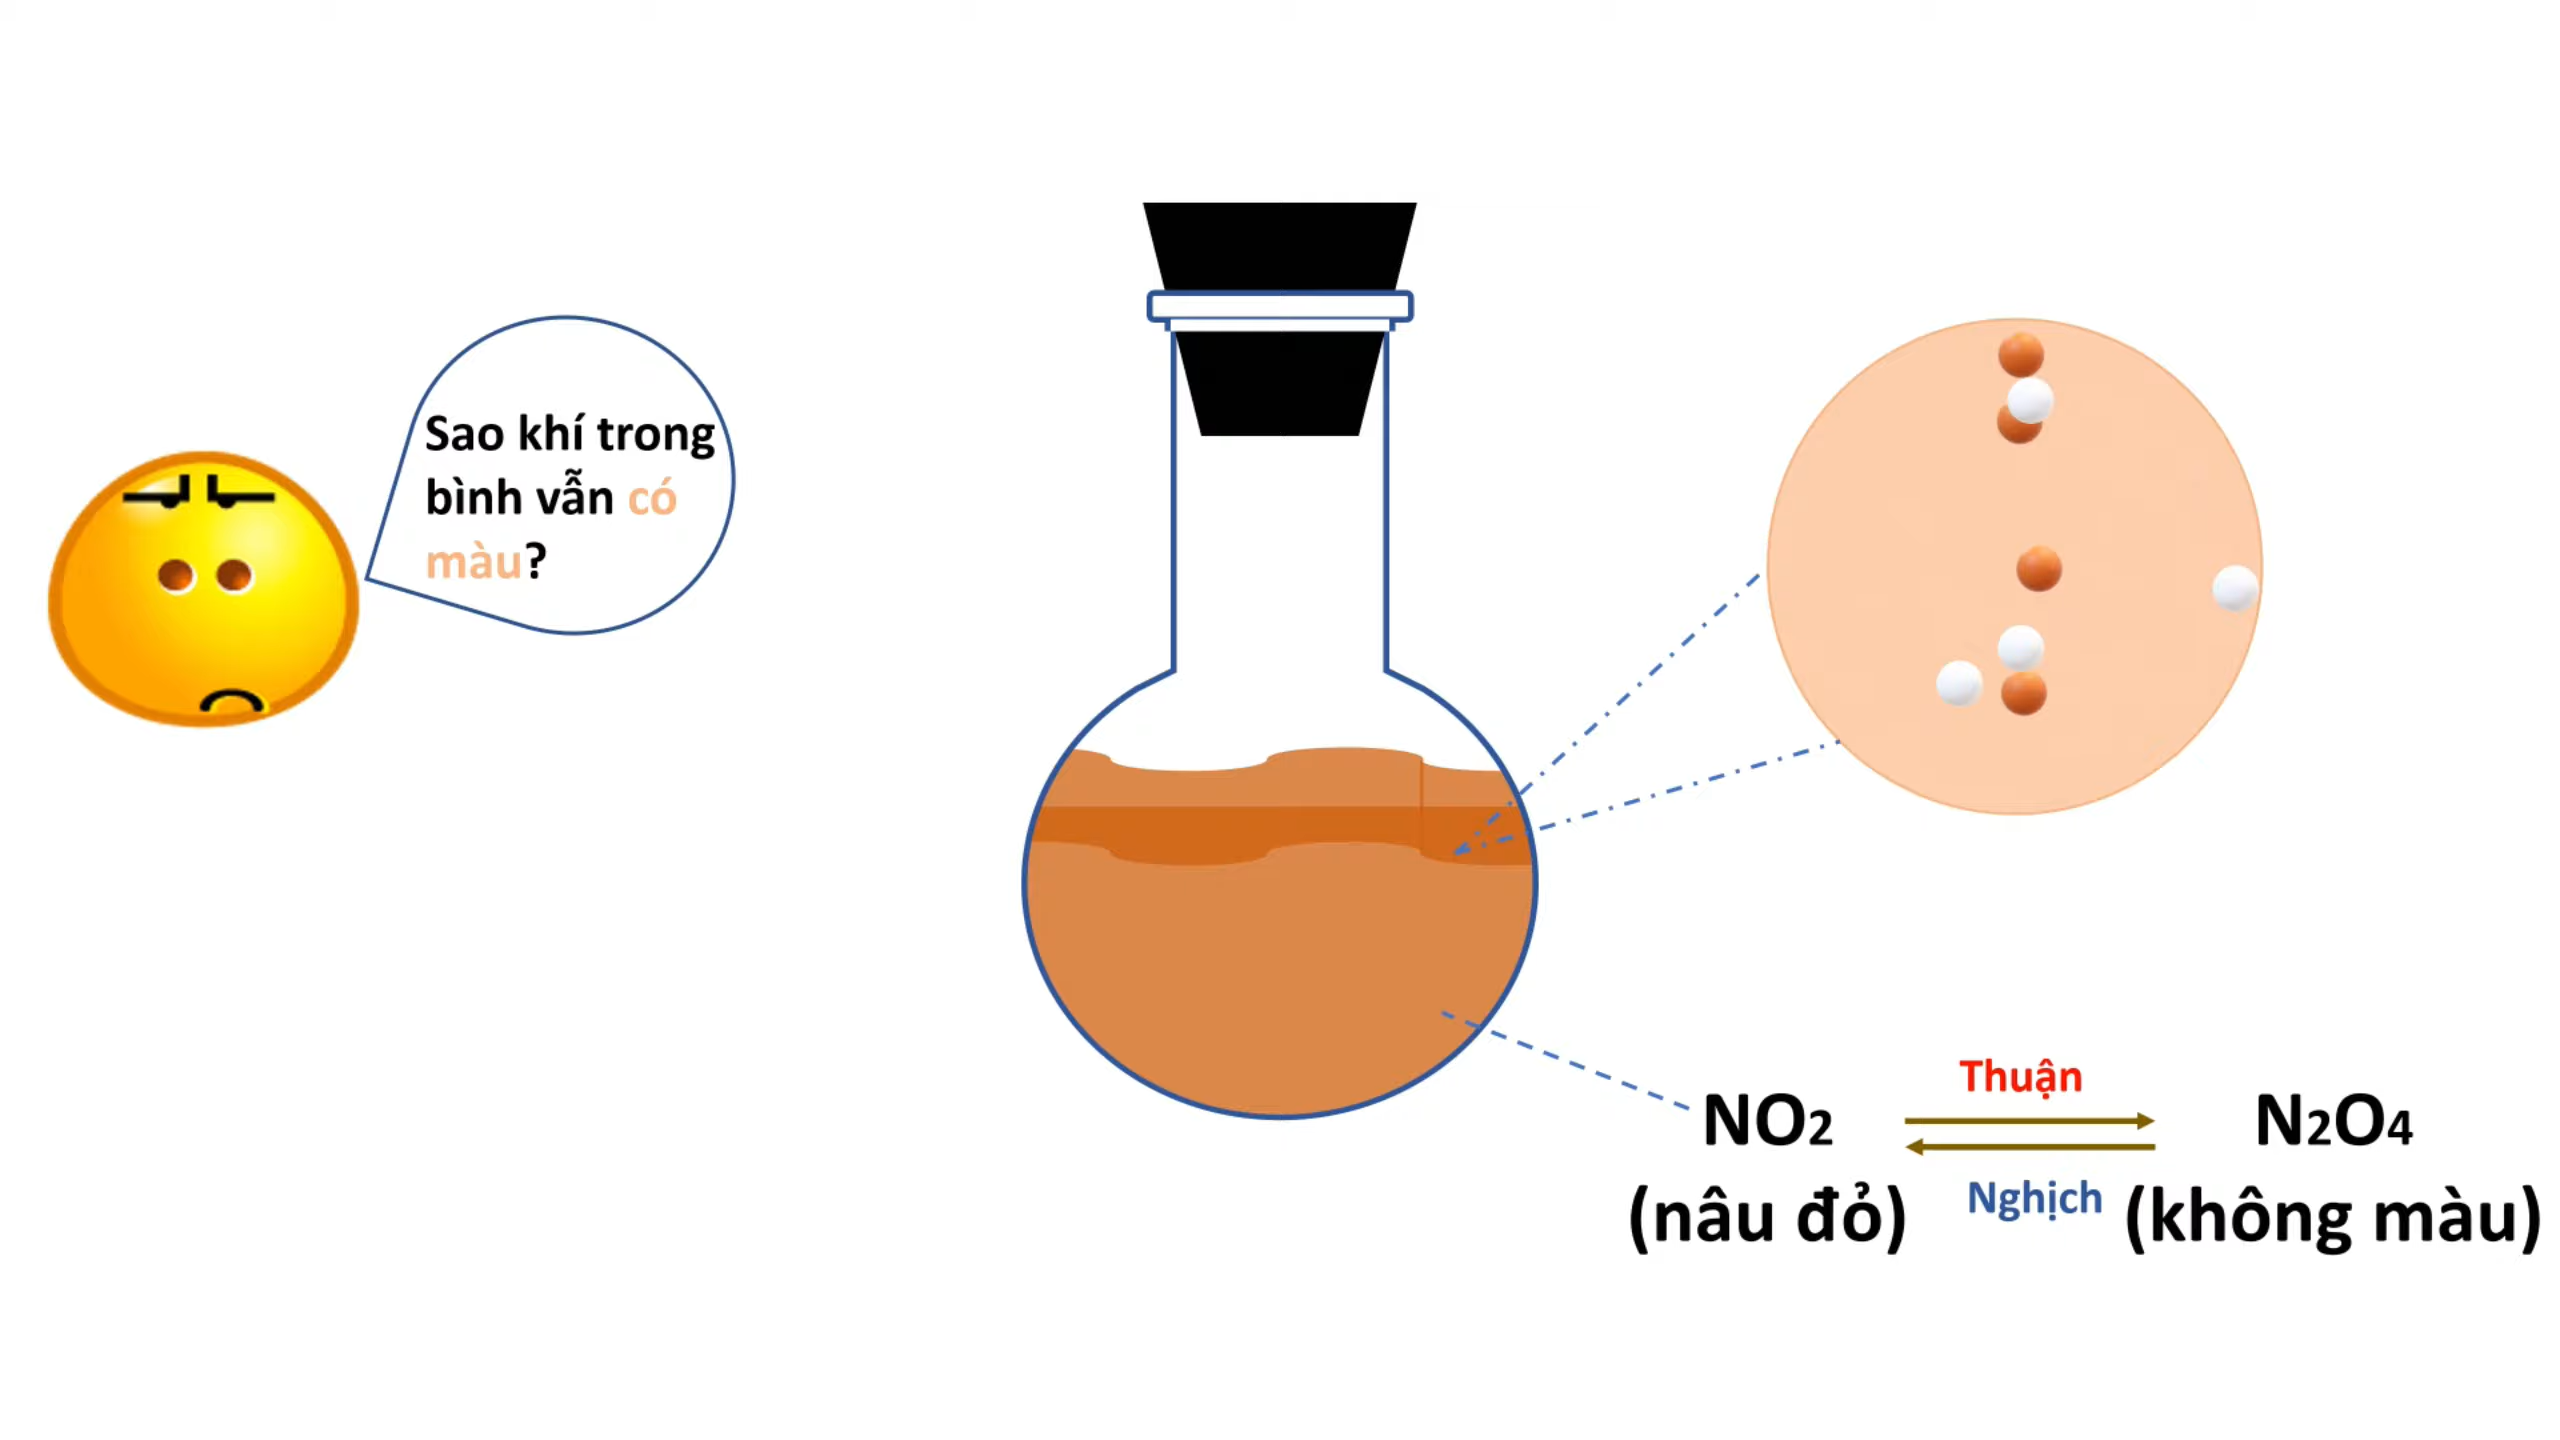 Sao khí trong
bình vẫn có
màu?
Thuận
NO₂ N₂O₄
Nghịch
(nâu đỏ) (không màu)